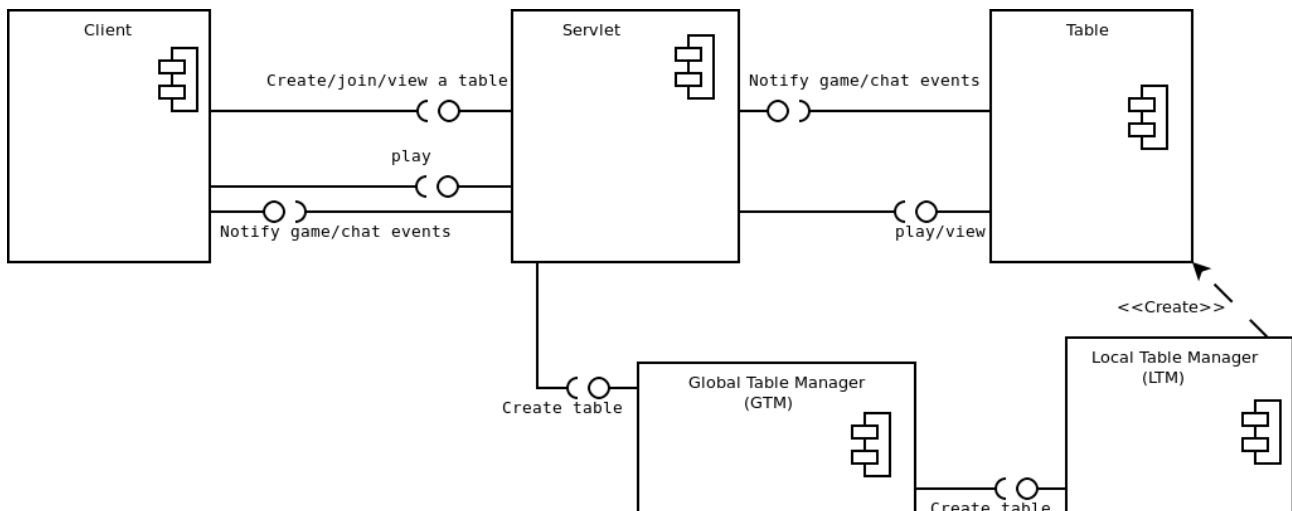 Client
Servlet
Table
Create/join/view a table
Notify game/chat events
play
Notify game/chat events
play/view
<<Create>>
Local Table Manager
(LTM)
Global Table Manager
(GTM)
Create table
Create table